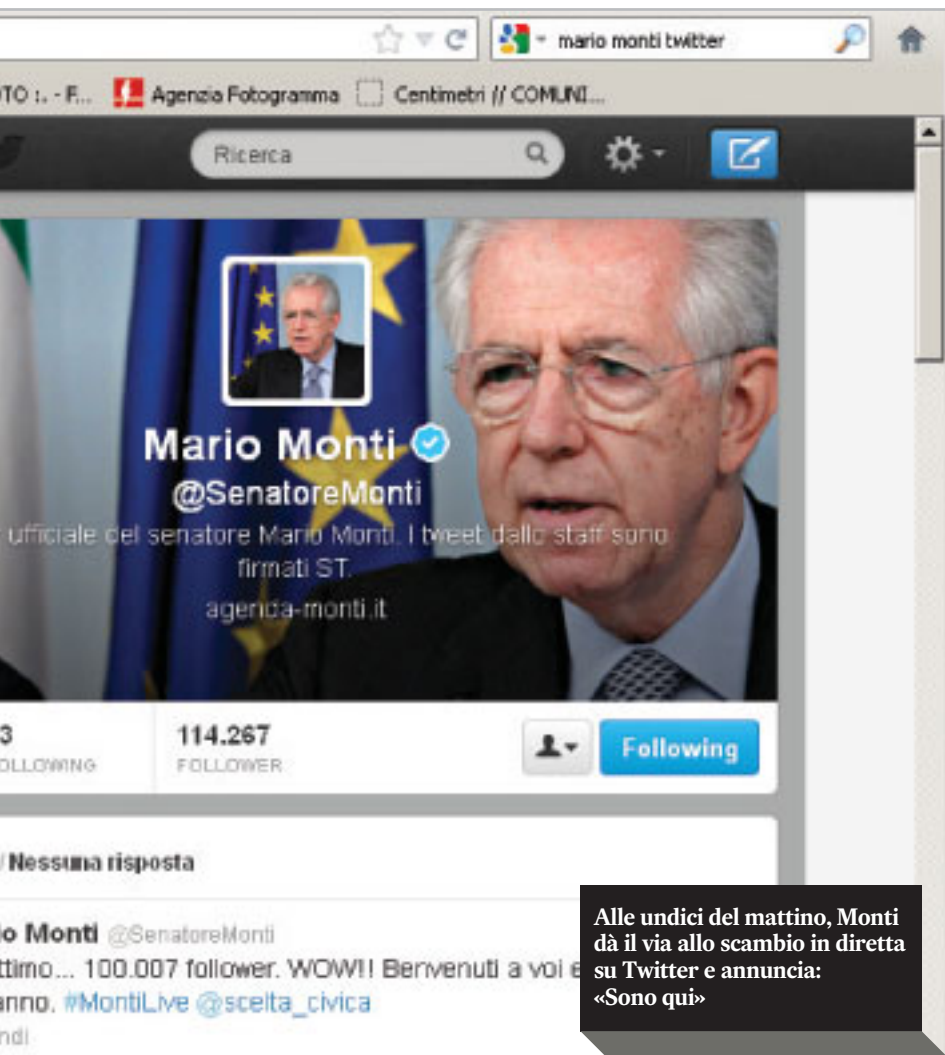 mario monti twitter
OTO :. - F... Agenzia Fotogramma Centimetri // COMUNI...
Ricerca
Mario Monti
@SenatoreMonti
ufficiale del senatore Mario Monti. I tweet dallo staff sono
firmati ST.
agenda-monti.it
3 114.267
OLLOWING FOLLOWER
Following
/ Nessuna risposta
io Monti @SenatoreMonti
ttimo... 100.007 follower. WOW!! Benvenuti a voi e
anno. #MontiLive @scelta_civica
ndi
Alle undici del mattino, Monti
dà il via allo scambio in diretta
su Twitter e annuncia:
«Sono qui»